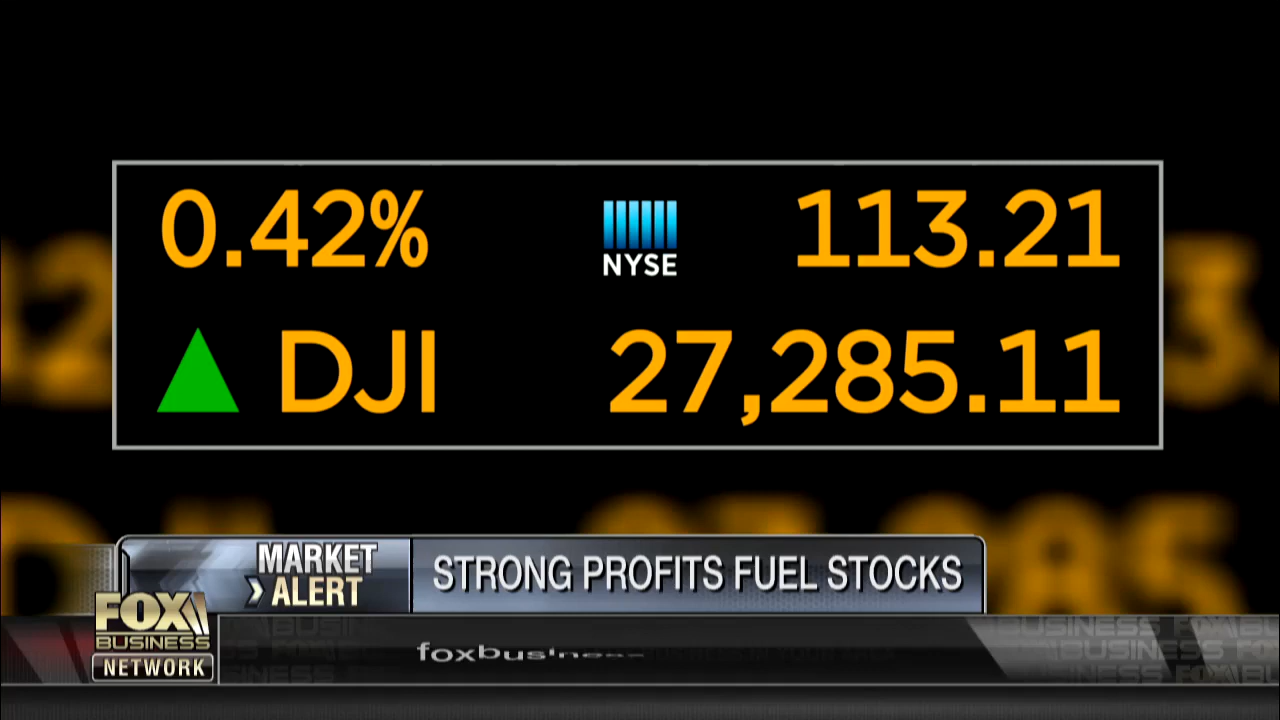 0.42%
NYSE
113.21
DJI
27,285.11
MARKET
ALERT
STRONG PROFITS FUEL STOCKS
FOX
BUSINESS
NETWORK